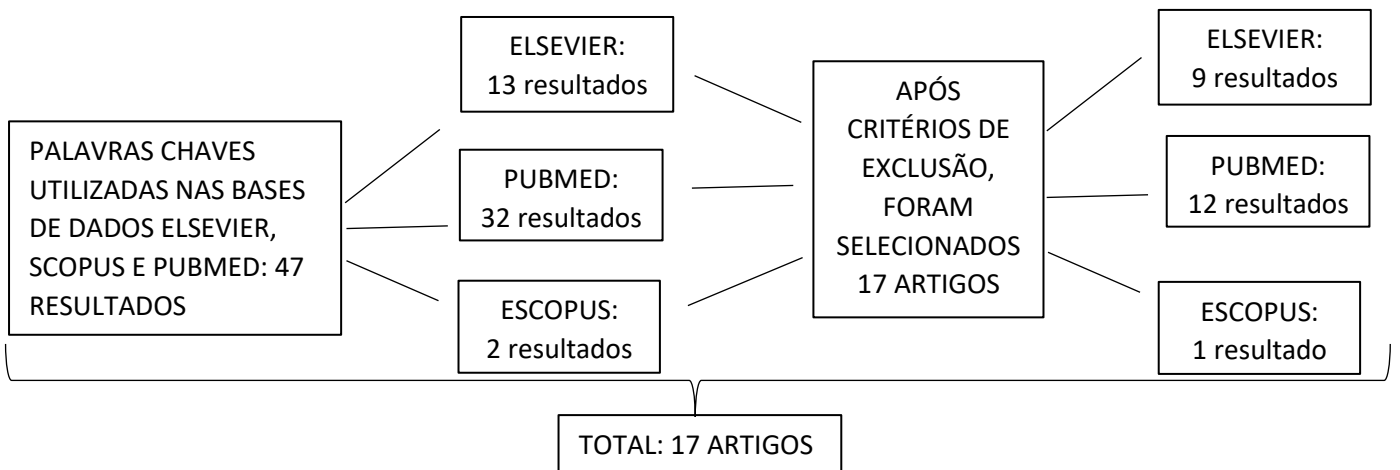 PALAVRAS CHAVES
UTILIZADAS NAS BASES
DE DADOS ELSEVIER,
SCOPUS E PUBMED: 47
RESULTADOS
ELSEVIER:
13 resultados
PUBMED:
32 resultados
ESCOPUS:
2 resultados
APÓS
CRITÉRIOS DE
EXCLUSÃO,
FORAM
SELECIONADOS
17 ARTIGOS
ELSEVIER:
9 resultados
PUBMED:
12 resultados
ESCOPUS:
1 resultado
TOTAL: 17 ARTIGOS